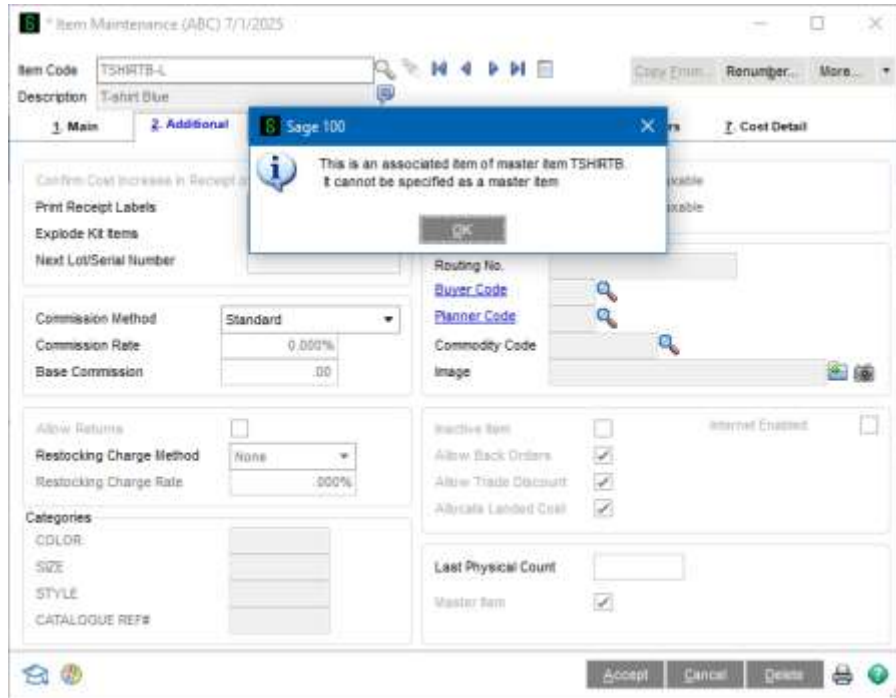 * Item Maintenance (ABC) 7/1/2025
Item Code TSHIRTB-L Copy From... Renumber... More...
Description T-shirt Blue
1. Main 2. Additional rs 7. Cost Detail
Sage 100
This is an associated item of master item TSHIRTB.
It cannot be specified as a master item
OK
Confirm Cost Increase in Receipt o
Print Receipt Labels
Explode Kit Items
Next Lot/Serial Number
Routing No.
Buyer Code
Planner Code
Commodity Code
Image
Commission Method Standard
Commission Rate 0.000%
Base Commission .00
Allow Returns
Restocking Charge Method None
Restocking Charge Rate .000%
Inactive Item Internet Enabled
Allow Back Orders
Allow Trade Discount
Allocate Landed Cost
Categories
COLOR
SIZE
STYLE
CATALOGUE REF#
Last Physical Count
Master Item
Accept Cancel Delete